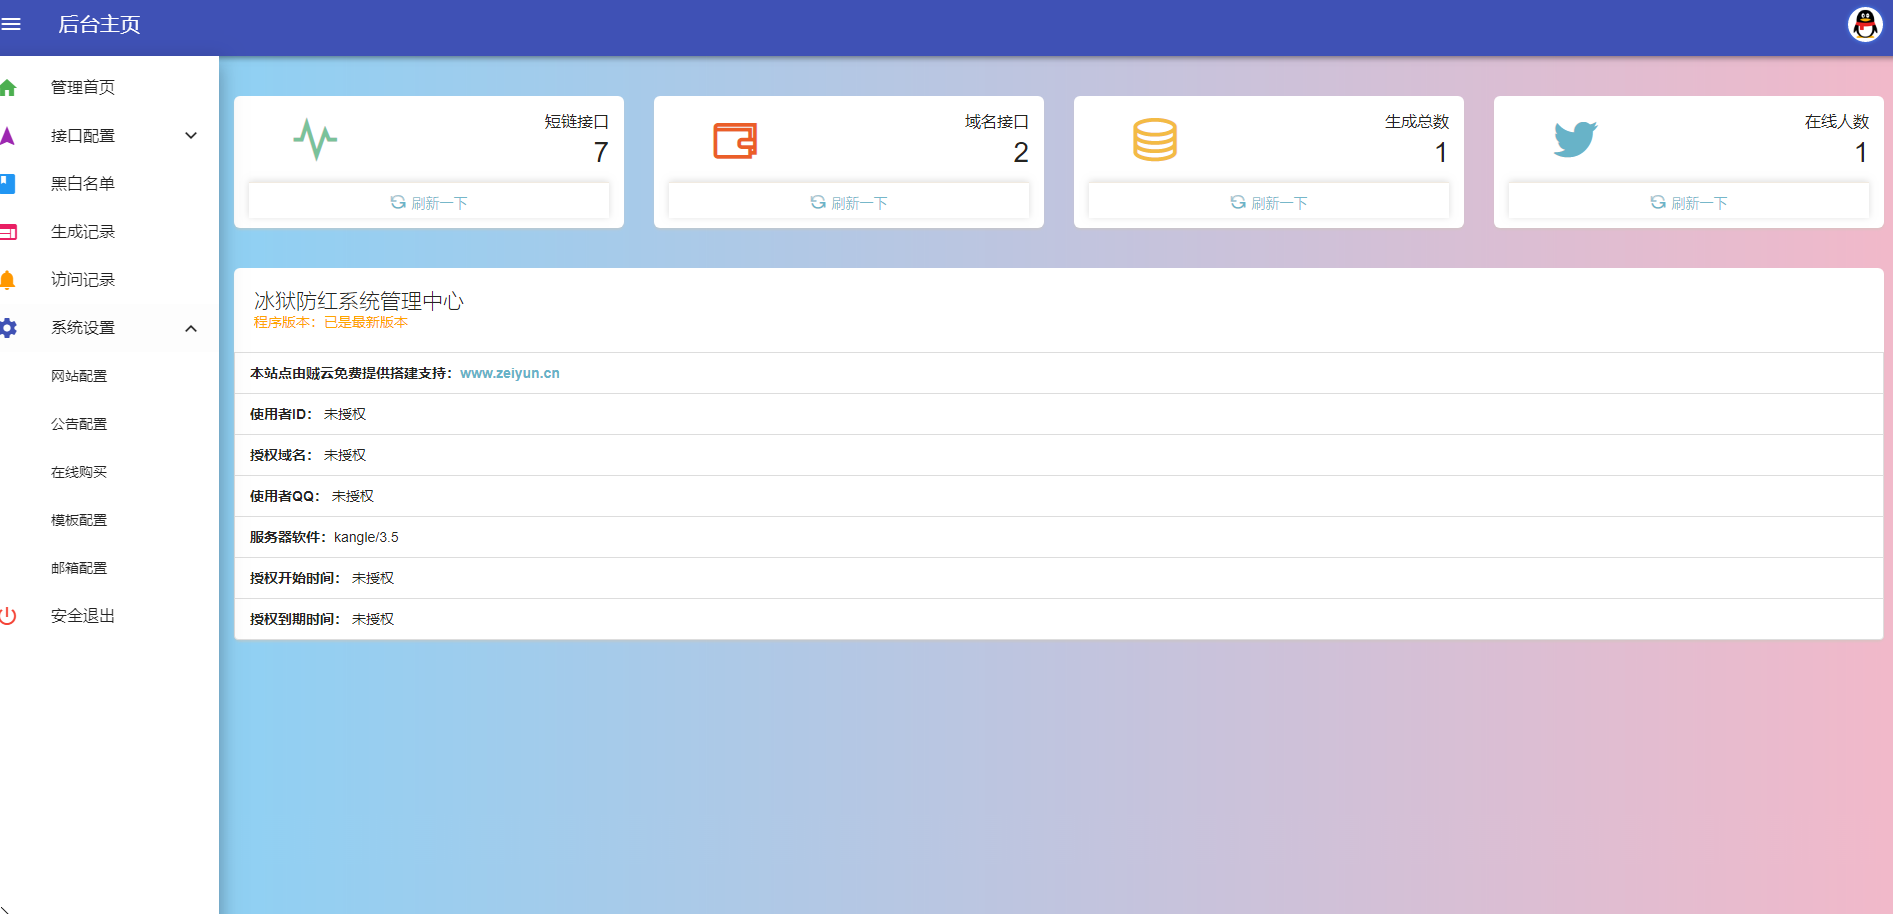 后台主页
管理首页
接口配置
黑白名单
生成记录
访问记录
系统设置
网站配置
公告配置
在线购买
模板配置
邮箱配置
安全退出
短链接口
7
刷新一下
域名接口
2
刷新一下
生成总数
1
刷新一下
在线人数
1
刷新一下
冰狱防红系统管理中心
程序版本：已是最新版本
本站点由贼云免费提供搭建支持：www.zeiyun.cn
使用者ID： 未授权
授权域名： 未授权
使用者QQ： 未授权
服务器软件：kangle/3.5
授权开始时间： 未授权
授权到期时间： 未授权